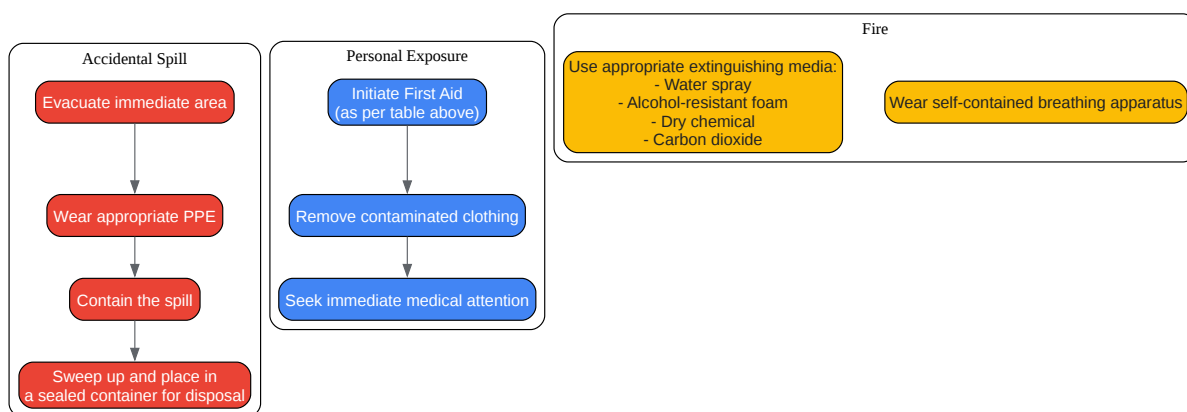 Accidental Spill
Evacuate immediate area
Wear appropriate PPE
Contain the spill
Sweep up and place in
a sealed container for disposal
Personal Exposure
Initiate First Aid
(as per table above)
Remove contaminated clothing
Seek immediate medical attention
Fire
Use appropriate extinguishing media:
- Water spray
- Alcohol-resistant foam
- Dry chemical
- Carbon dioxide
Wear self-contained breathing apparatus